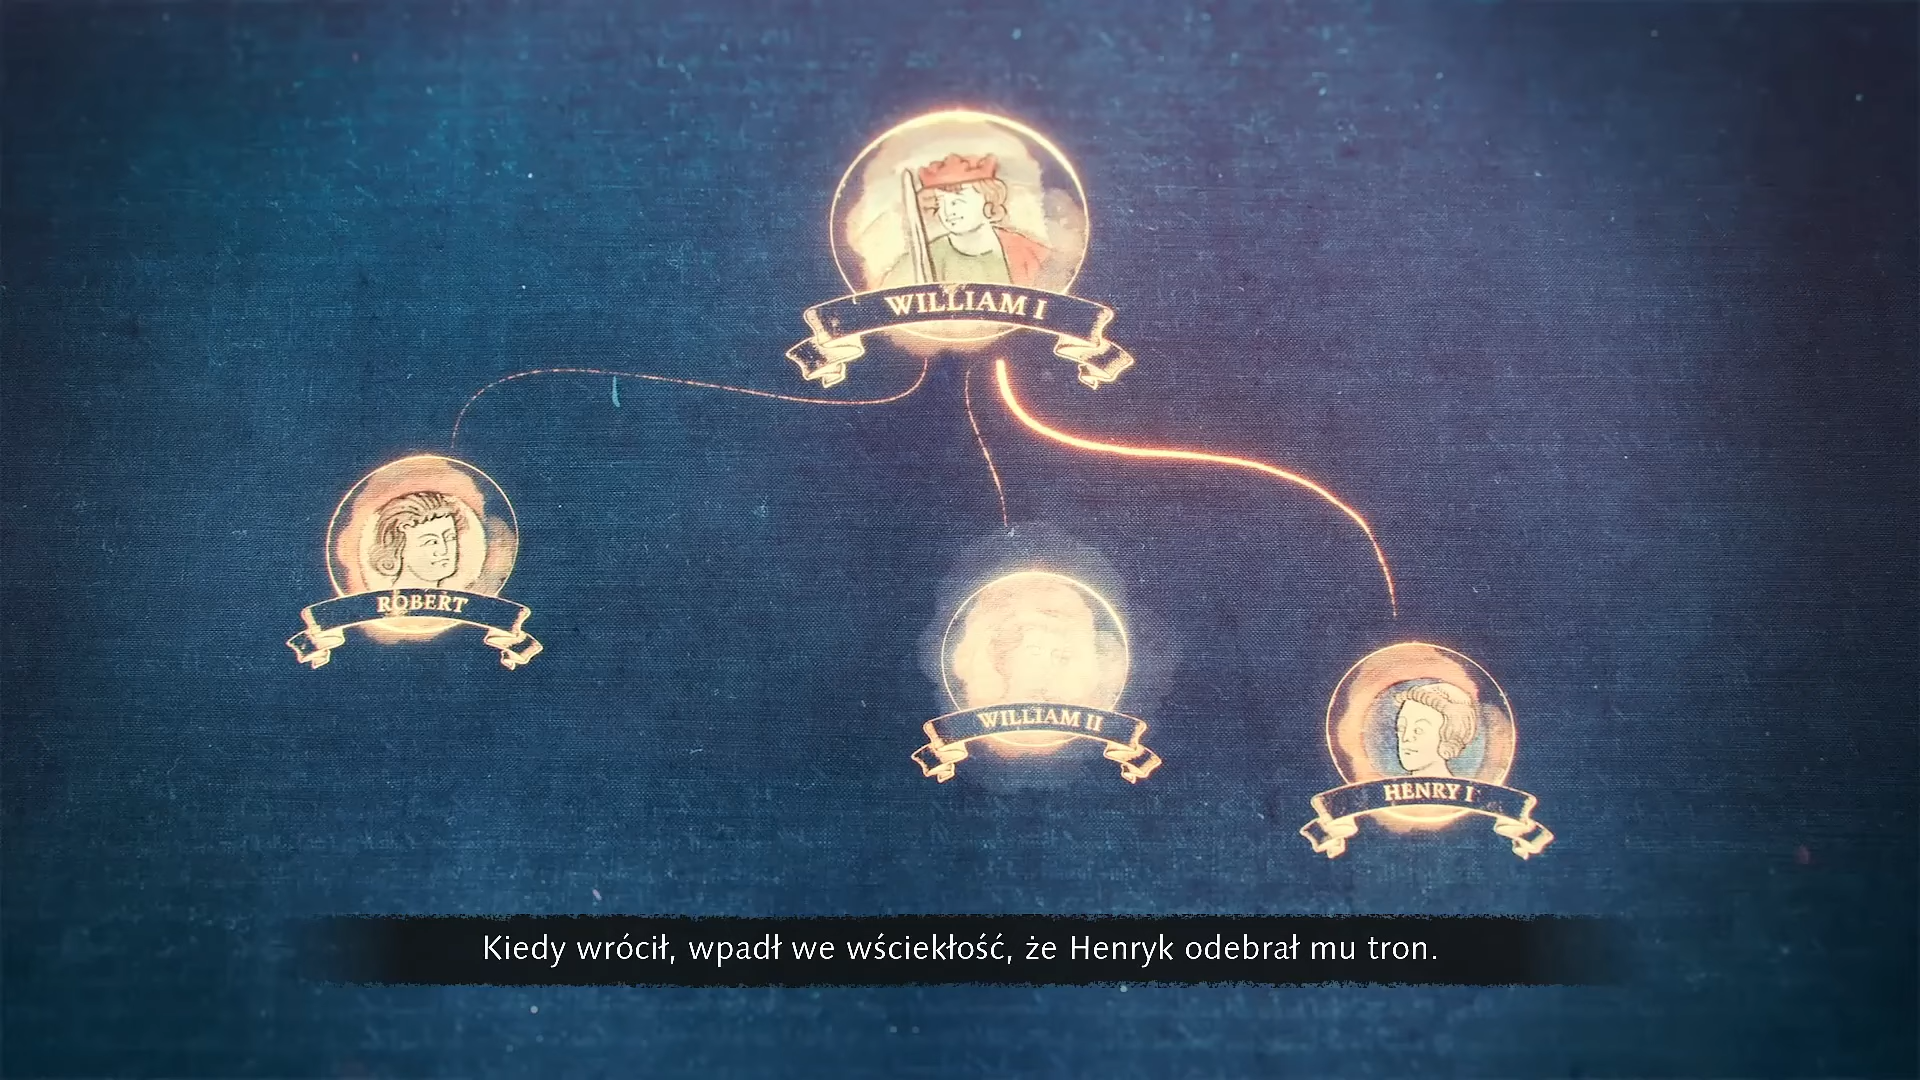 WILLIAM I
ROBERT
WILLIAM II
HENRY I
Kiedy wrócił, wpadł we wściekłość, że Henryk odebrał mu tron.